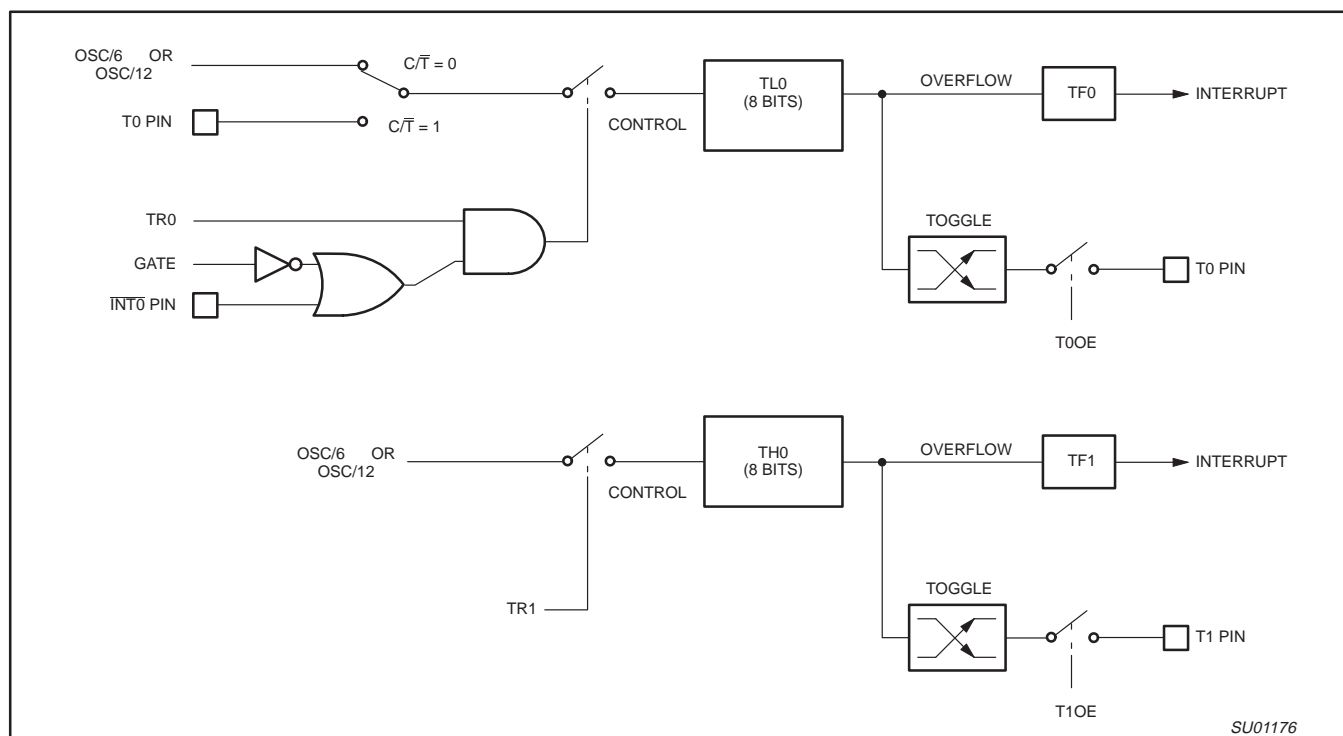 OSC/6 OR
OSC/12
C/T̅ = 0
T0 PIN
C/T̅ = 1
CONTROL
TL0
(8 BITS)
OVERFLOW
TF0
INTERRUPT
TR0
GATE
I̅N̅T̅0̅ PIN
TOGGLE
T0 PIN
T0OE
OSC/6 OR
OSC/12
CONTROL
TH0
(8 BITS)
OVERFLOW
TF1
INTERRUPT
TR1
TOGGLE
T1 PIN
T1OE
SU01176